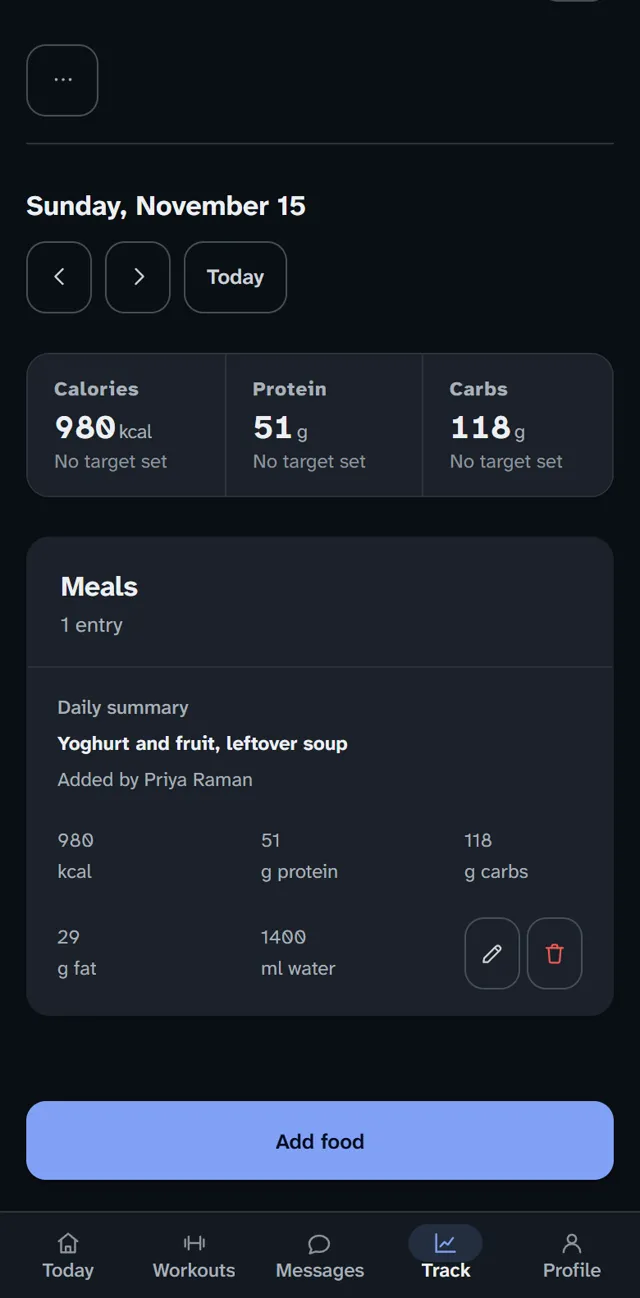 ...
Sunday, November 15
Today
Calories Protein Carbs
980 kcal 51 g 118 g
No target set No target set No target set
Meals
1 entry
Daily summary
Yoghurt and fruit, leftover soup
Added by Priya Raman
980 51 118
kcal g protein g carbs
29 1400
g fat ml water
Add food
Today Workouts Messages Track Profile